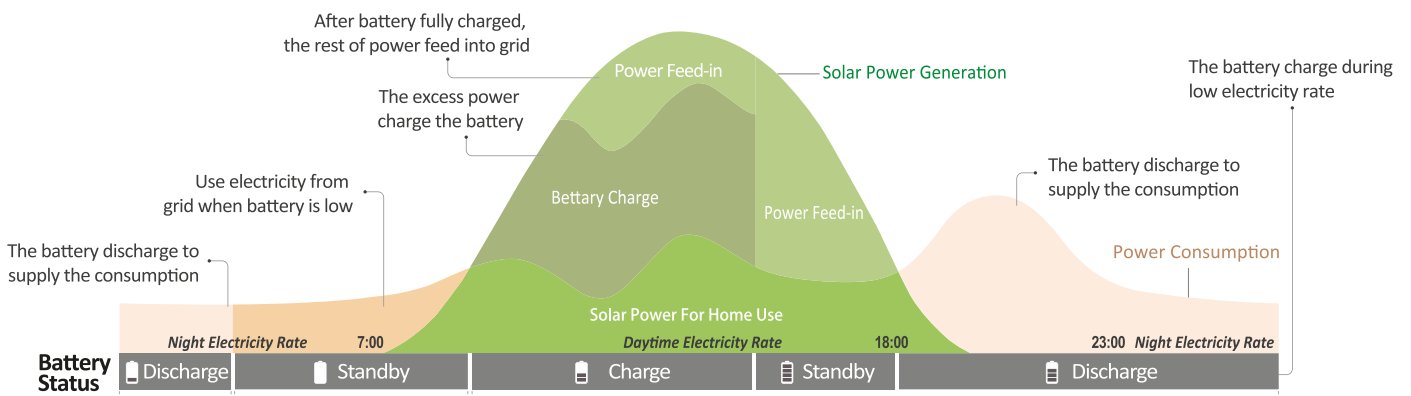 After battery fully charged,
the rest of power feed into grid
Power Feed-in
Solar Power Generation
The battery charge during
low electricity rate
The excess power
charge the battery
The battery discharge to
supply the consumption
Use electricity from
grid when battery is low
Bettary Charge
Power Feed-in
The battery discharge to
supply the consumption
Power Consumption
Solar Power For Home Use
Night Electricity Rate 7:00 Daytime Electricity Rate 18:00 23:00 Night Electricity Rate
Battery
Status
Discharge Standby Charge Standby Discharge